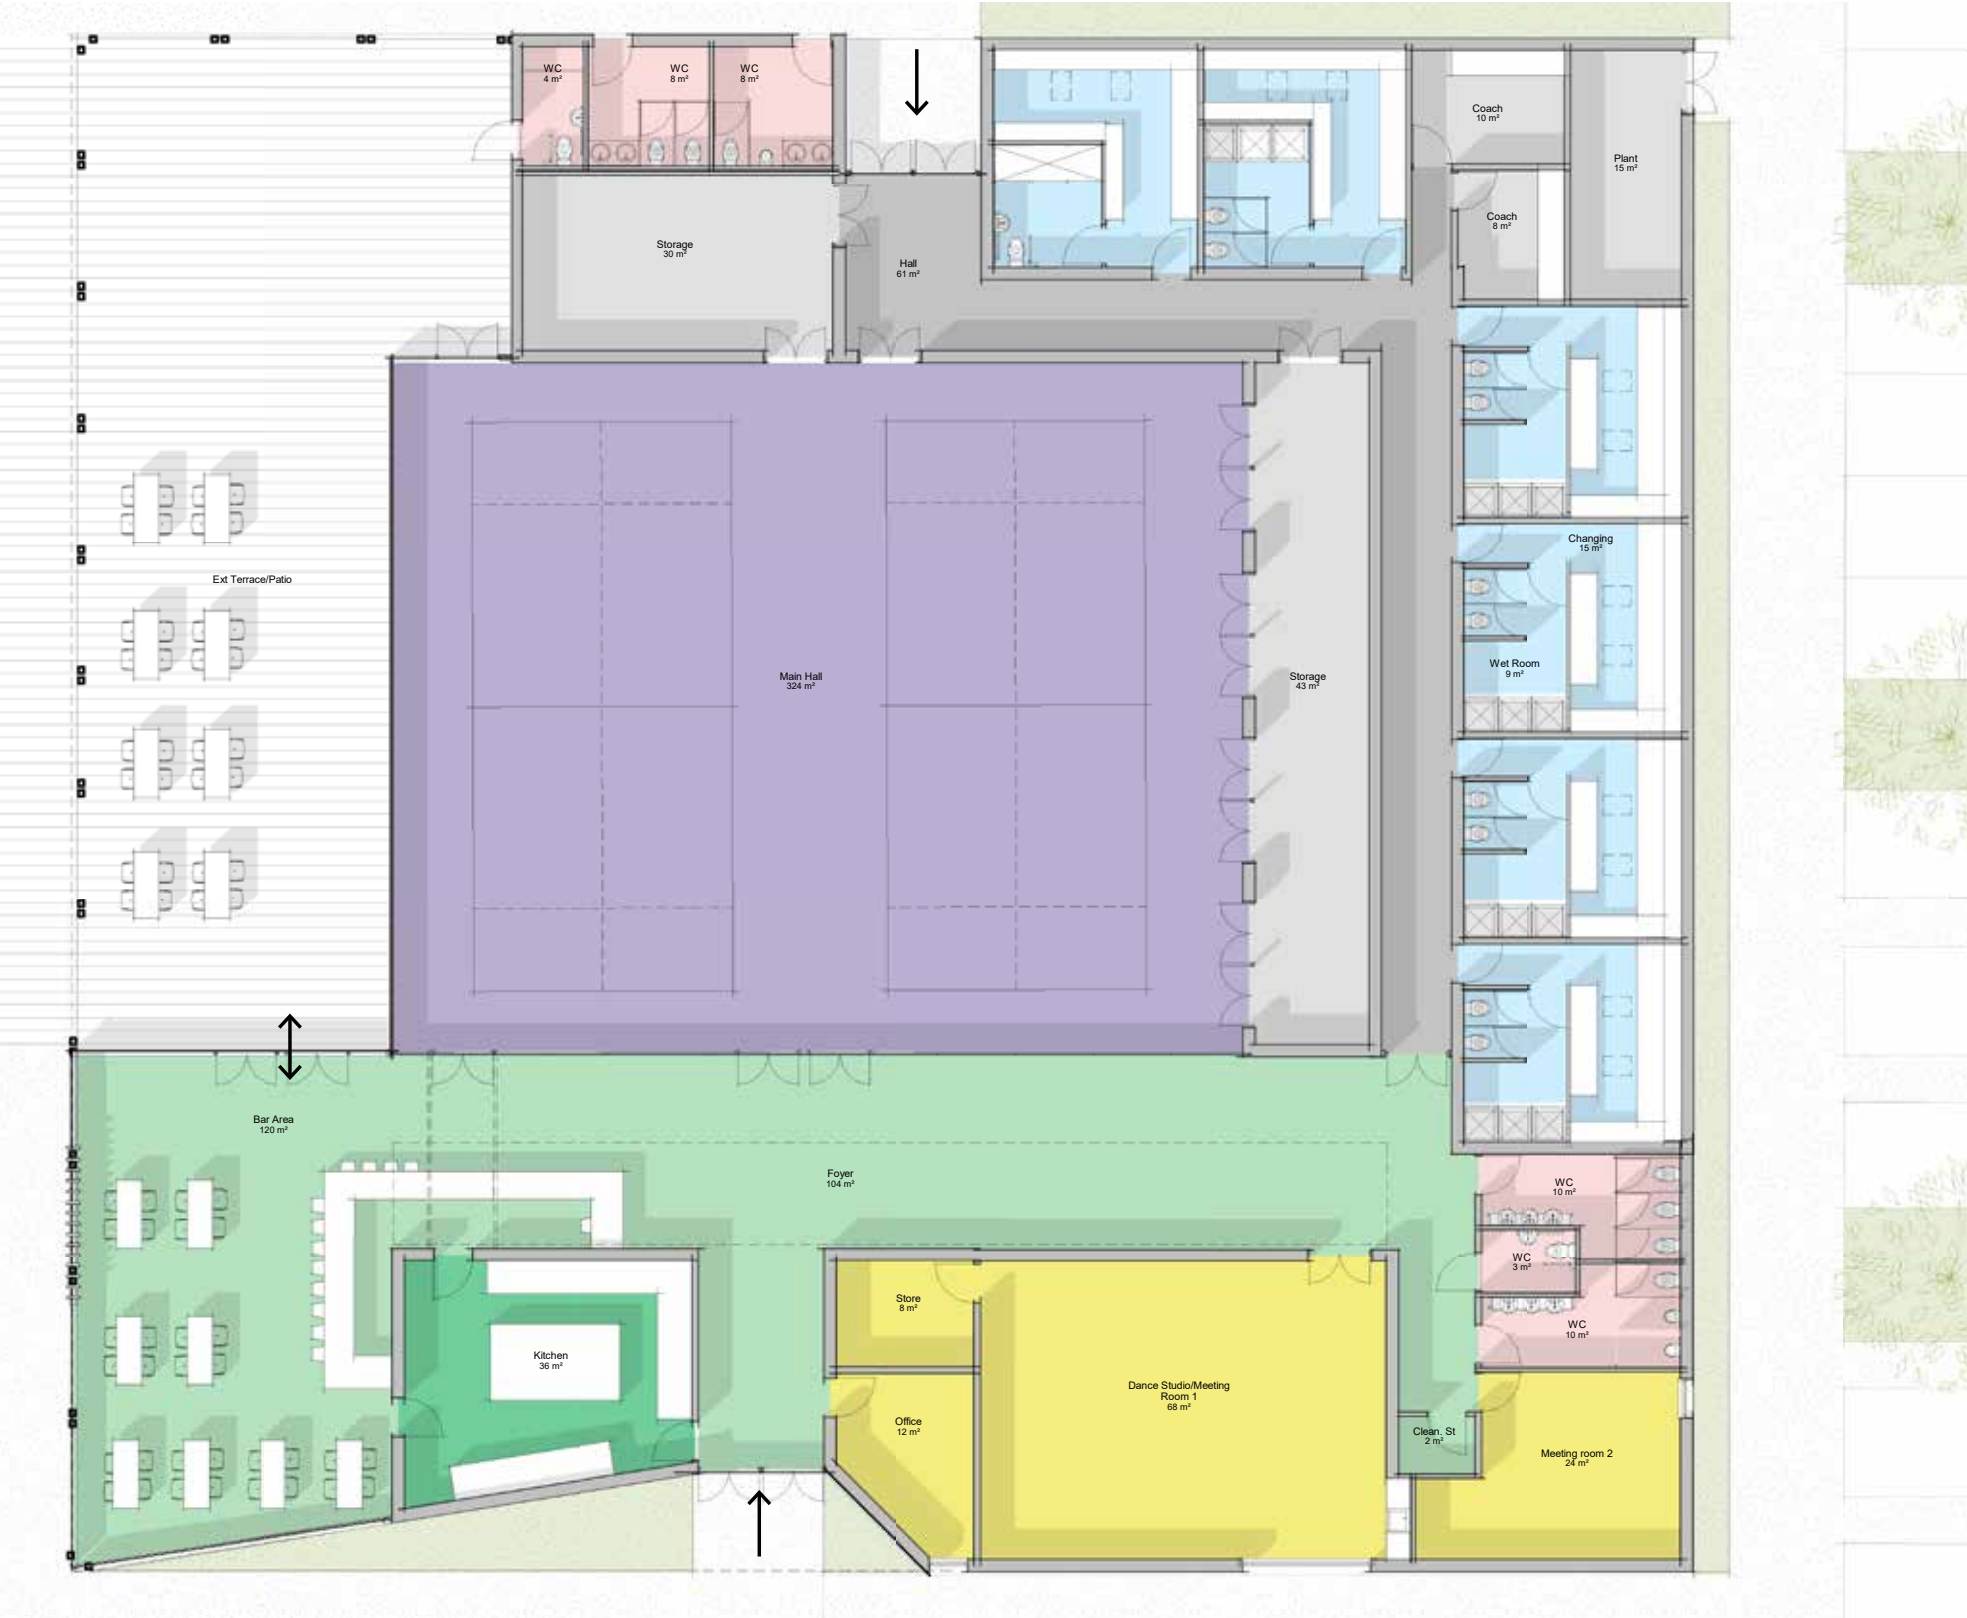 WC
4 m²
WC
8 m²
WC
8 m²
Coach
10 m²
Plant
15 m²
Coach
8 m²
Storage
30 m²
Hall
61 m²
Changing
15 m²
Ext Terrace/Patio
Wet Room
9 m²
Main Hall
324 m²
Storage
43 m²
Bar Area
120 m²
Foyer
104 m²
WC
10 m²
WC
3 m²
Store
8 m²
WC
10 m²
Kitchen
36 m²
Dance Studio/Meeting
Room 1
68 m²
Office
12 m²
Clean. St
2 m²
Meeting room 2
24 m²